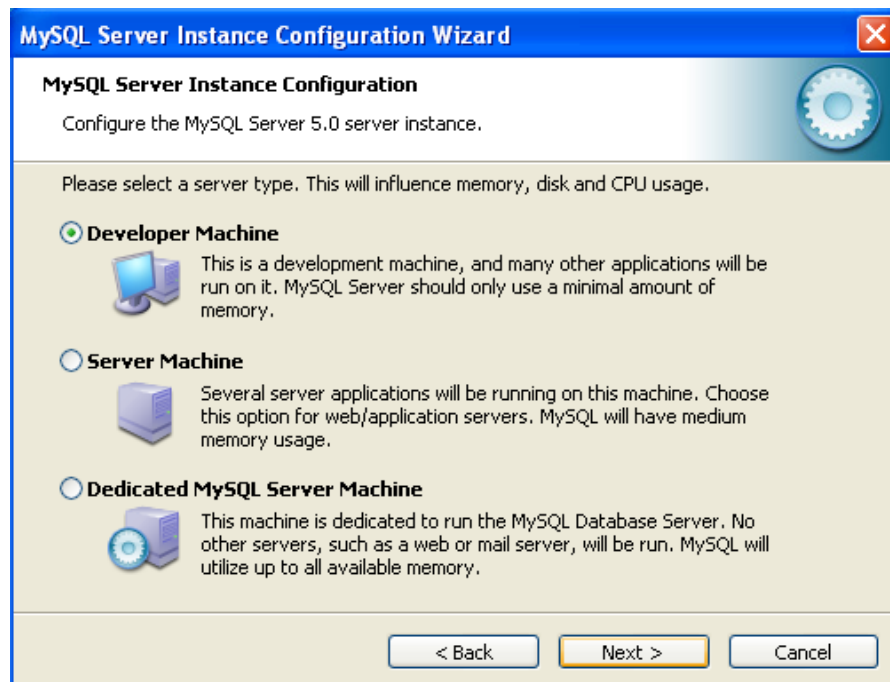 MySQL Server Instance Configuration Wizard
MySQL Server Instance Configuration
Configure the MySQL Server 5.0 server instance.
Please select a server type. This will influence memory, disk and CPU usage.
Developer Machine
This is a development machine, and many other applications will be
run on it. MySQL Server should only use a minimal amount of
memory.
Server Machine
Several server applications will be running on this machine. Choose
this option for web/application servers. MySQL will have medium
memory usage.
Dedicated MySQL Server Machine
This machine is dedicated to run the MySQL Database Server. No
other servers, such as a web or mail server, will be run. MySQL will
utilize up to all available memory.
< Back Next > Cancel